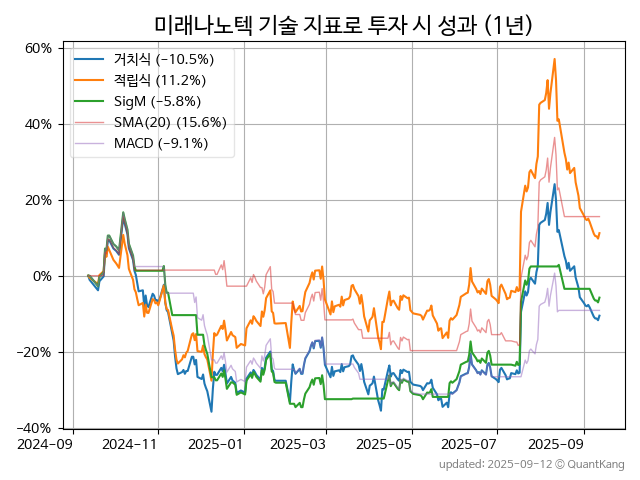 미래나노텍 기술 지표로 투자 시 성과 (1년)
60%
40%
20%
0%
−20%
−40%
거치식 (−10.5%)
적립식 (11.2%)
SigM (−5.8%)
SMA(20) (15.6%)
MACD (−9.1%)
2024-09
2024-11
2025-01
2025-03
2025-05
2025-07
2025-09
updated: 2025-09-12 © QuantKang